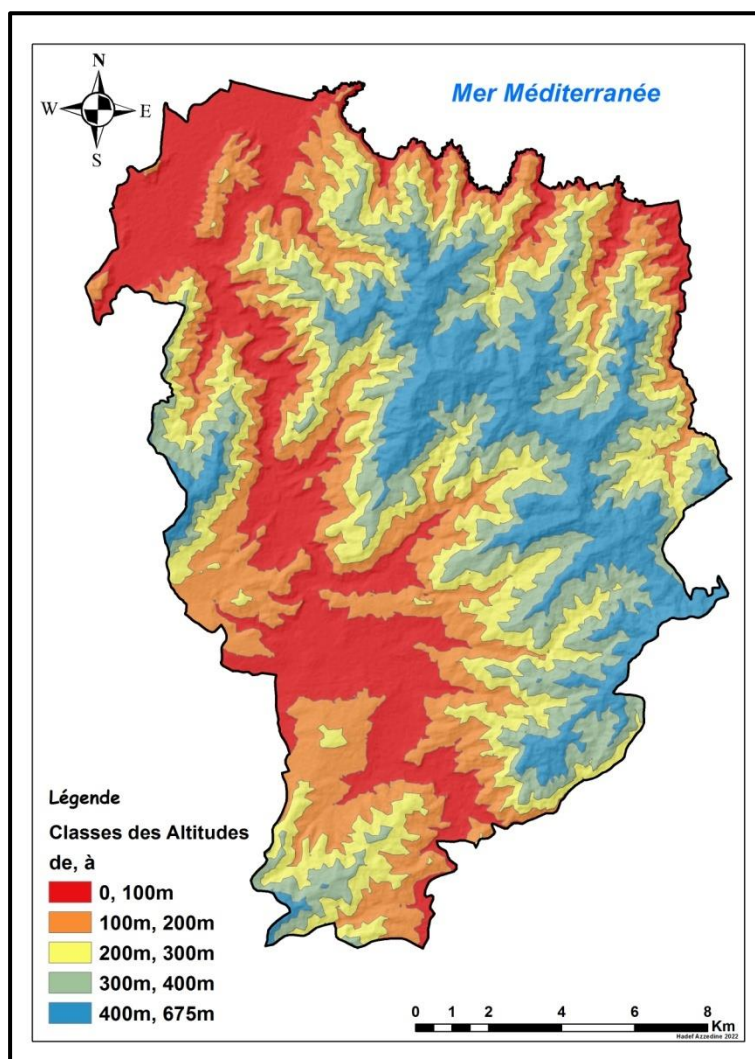 N
W E
S
Mer Méditerranée
Légende
Classes des Altitudes
de, à
0, 100m
100m, 200m
200m, 300m
300m, 400m
400m, 675m
0 1 2 4 6 8
Km
Hadef Azzedine 2022